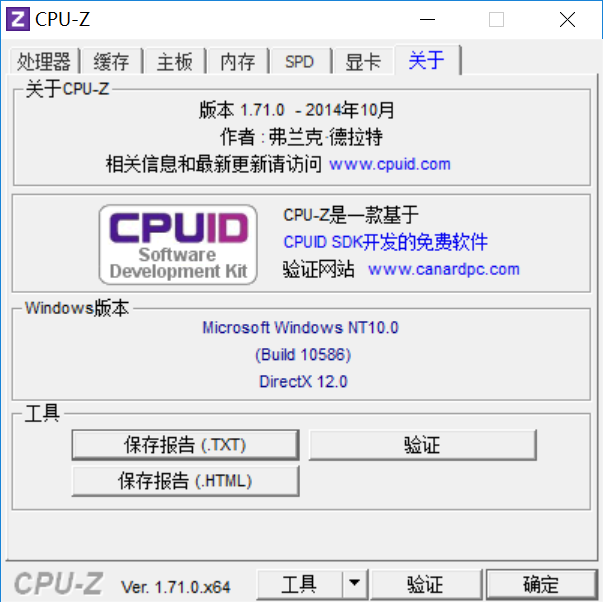 CPU-Z
处理器 缓存 主板 内存 SPD 显卡 关于
关于CPU-Z
版本 1.71.0 - 2014年10月
作者 : 弗兰克·德拉特
相关信息和最新更新请访问 www.cpuid.com
CPUID
Software
Development Kit
CPU-Z是一款基于
CPUID SDK开发的免费软件
验证网站 www.canardpc.com
Windows版本
Microsoft Windows NT10.0
(Build 10586)
DirectX 12.0
工具
保存报告 (.TXT) 验证
保存报告 (.HTML)
CPU-Z Ver. 1.71.0.x64 工具 验证 确定